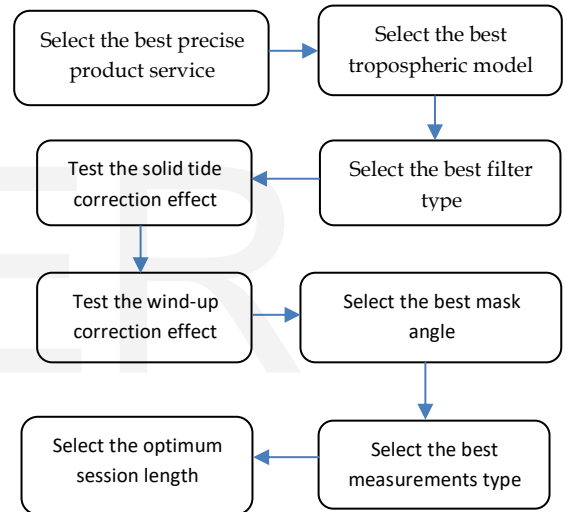 Select the best precise
product service
Select the best
tropospheric model
Select the best filter
type
Test the solid tide
correction effect
Test the wind-up
correction effect
Select the best mask
angle
Select the best
measurements type
Select the optimum
session length